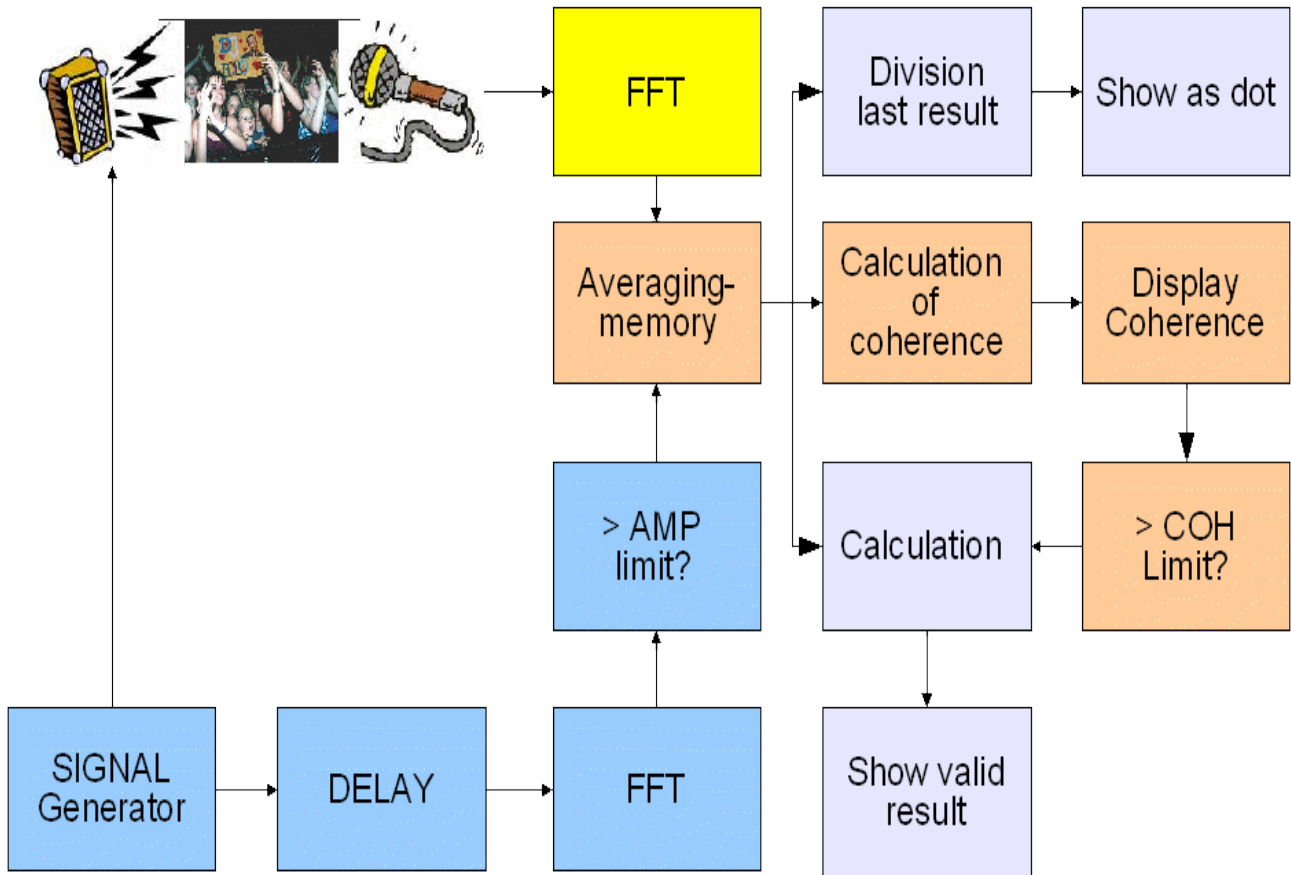 FFT
Division
last result
Show as dot
Averaging-
memory
Calculation
of
coherence
Display
Coherence
> AMP
limit?
Calculation
> COH
Limit?
SIGNAL
Generator
DELAY
FFT
Show valid
result